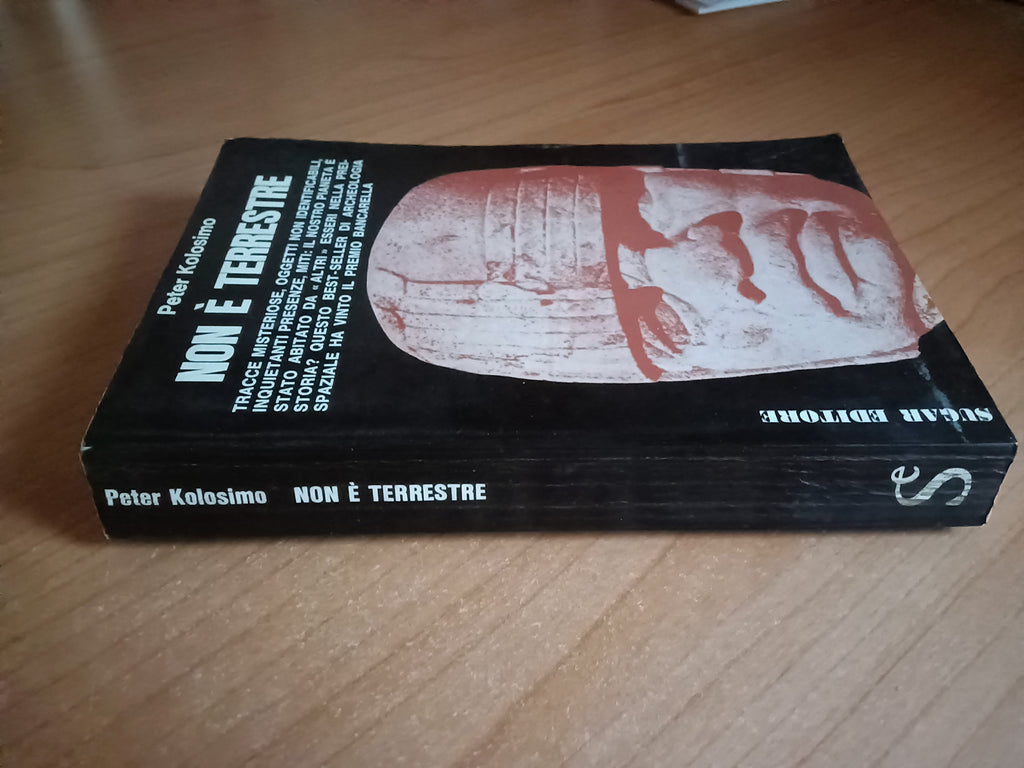 Peter Kolosimo
NON È TERRESTRE
TRACCE MISTERIOSE, OGGETTI NON IDENTIFICABILI,
INQUIETANTI PRESENZE, MITI: IL NOSTRO PIANETA È
STATO ABITATO DA « ALTRI » ESSERI NELLA PREI-
STORIA? QUESTO BEST-SELLER DI ARCHEOLOGIA
SPAZIALE HA VINTO IL PREMIO BANCARELLA
SUGAR EDITORE
Peter Kolosimo NON È TERRESTRE
Se